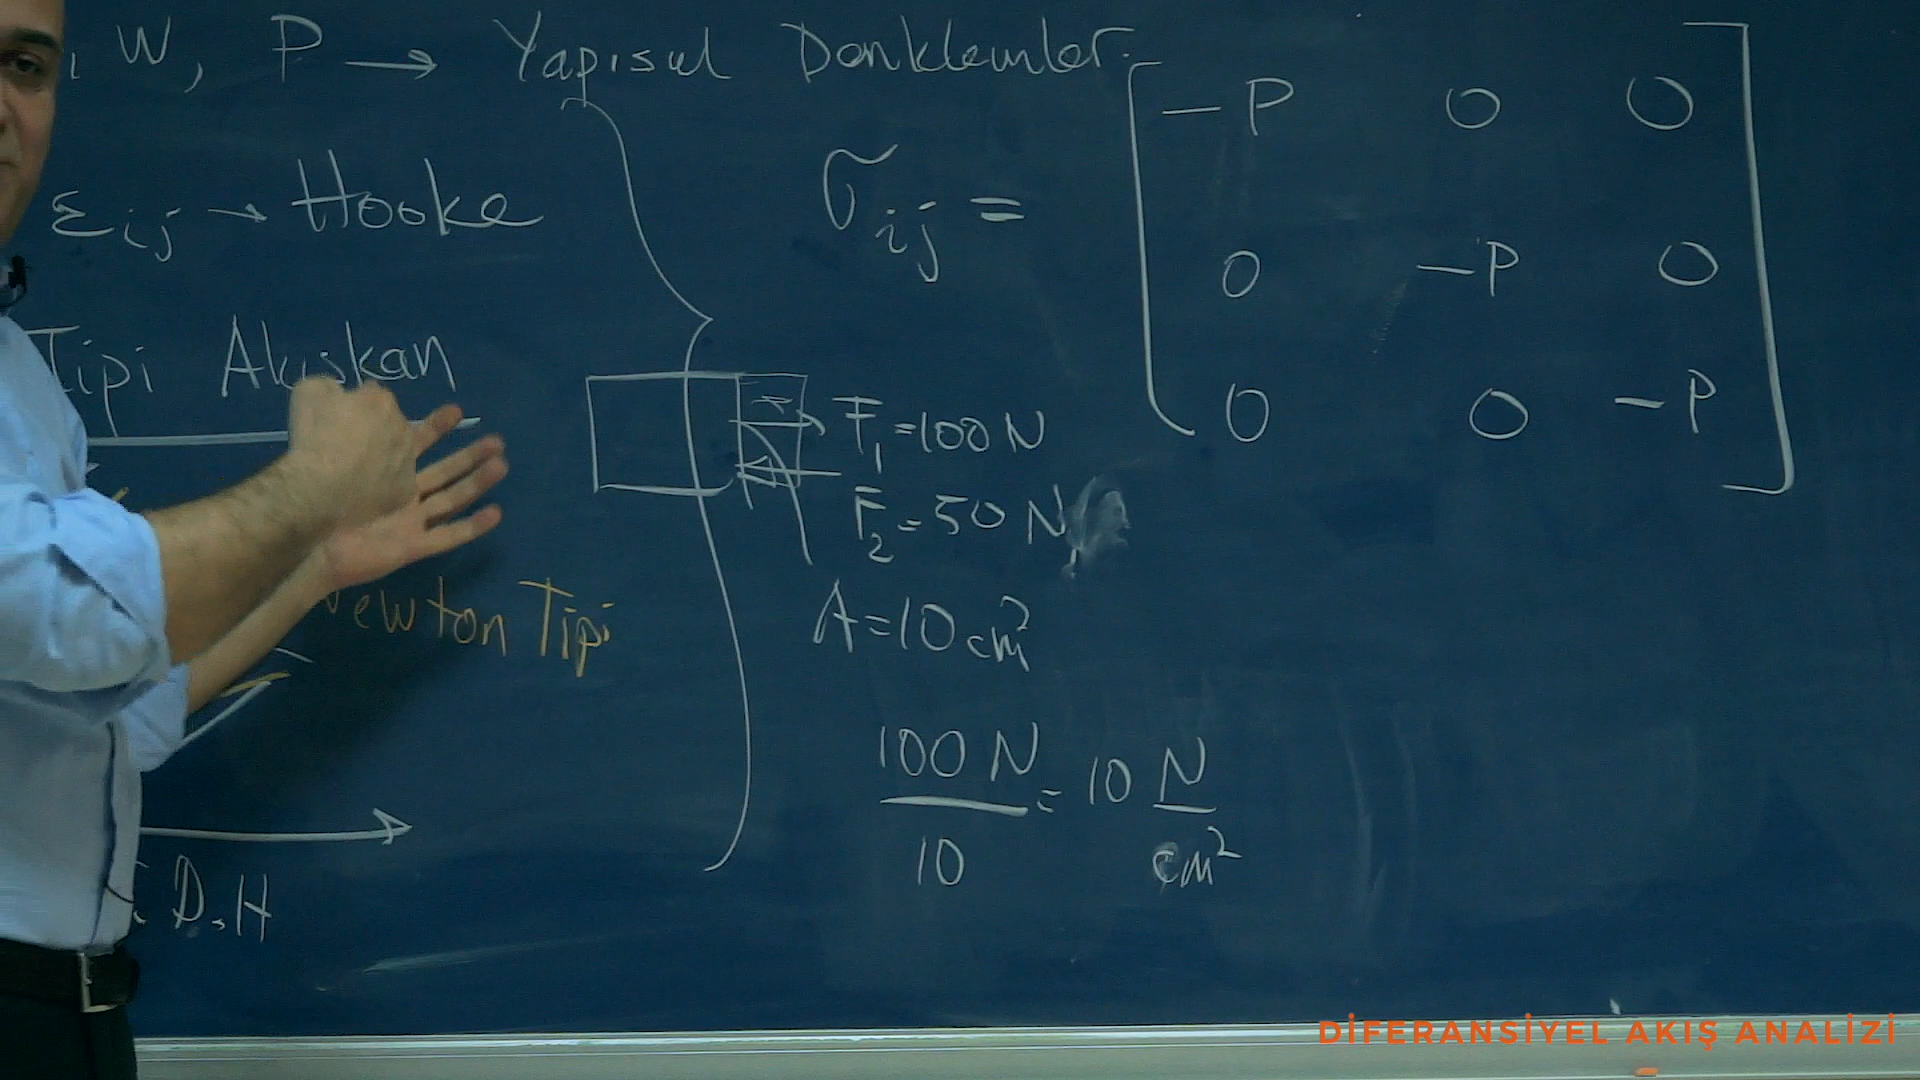 , W, P → Yapısal Denklemler.
εij → Hooke
σij = [ -P 0 0
0 -P 0
0 0 -P ]
Tipi Akışkan
F1 = 100 N
F2 = 50 N
A = 10 cm²
Newton Tipi
100 N / 10 = 10 N / cm²
D.H
DİFERANSİYEL AKIŞ ANALİZİ